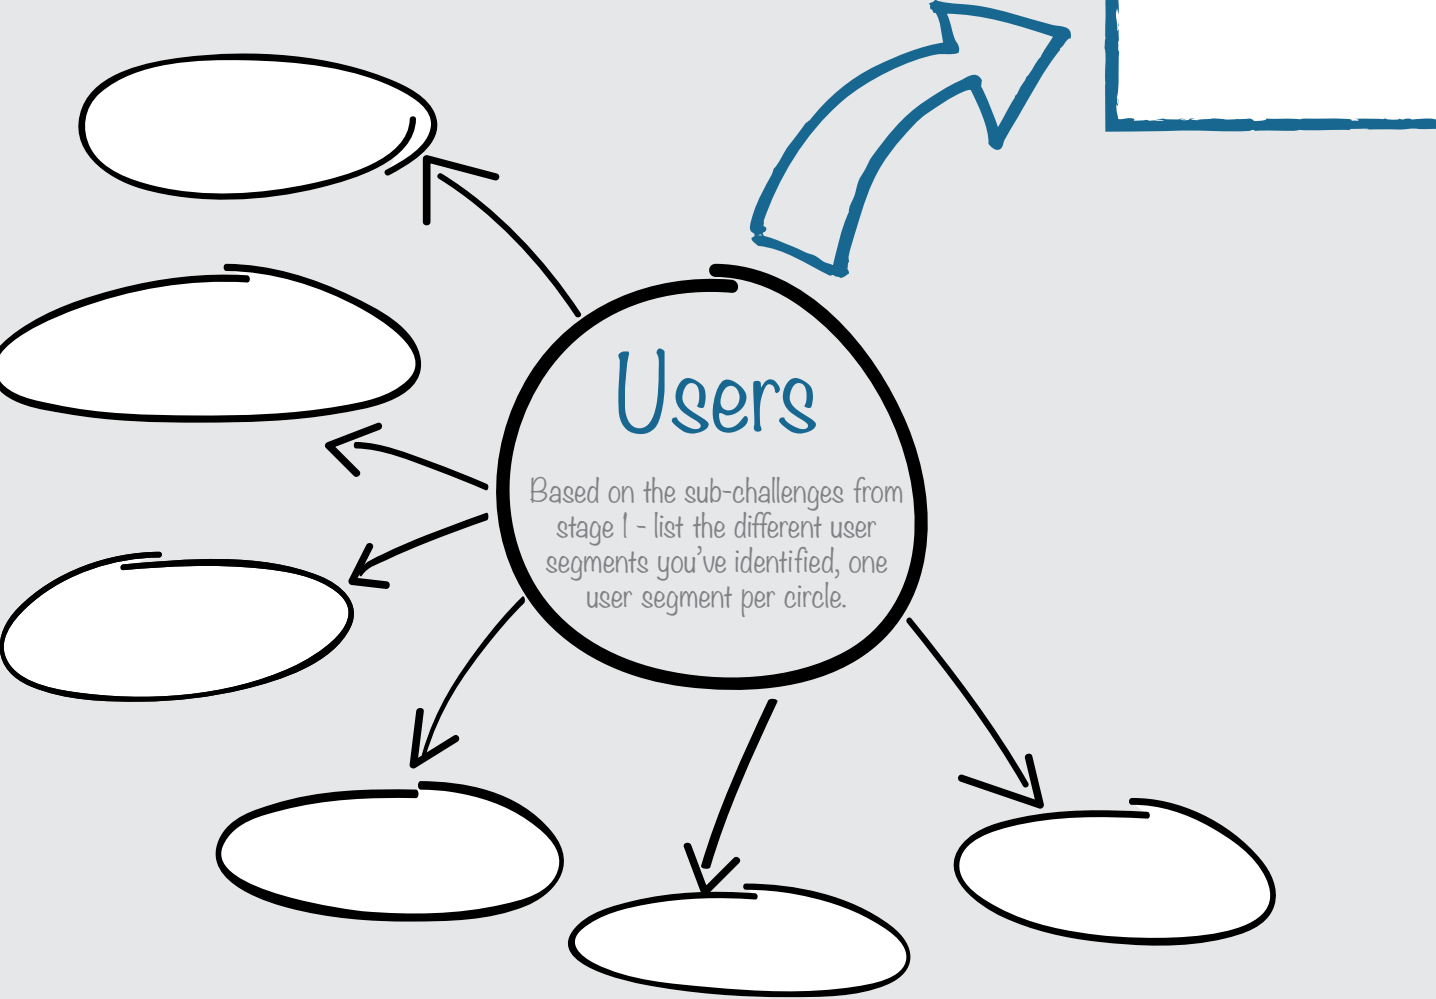 Users
Based on the sub-challenges from
stage 1 - list the different user
segments you've identified, one
user segment per circle.